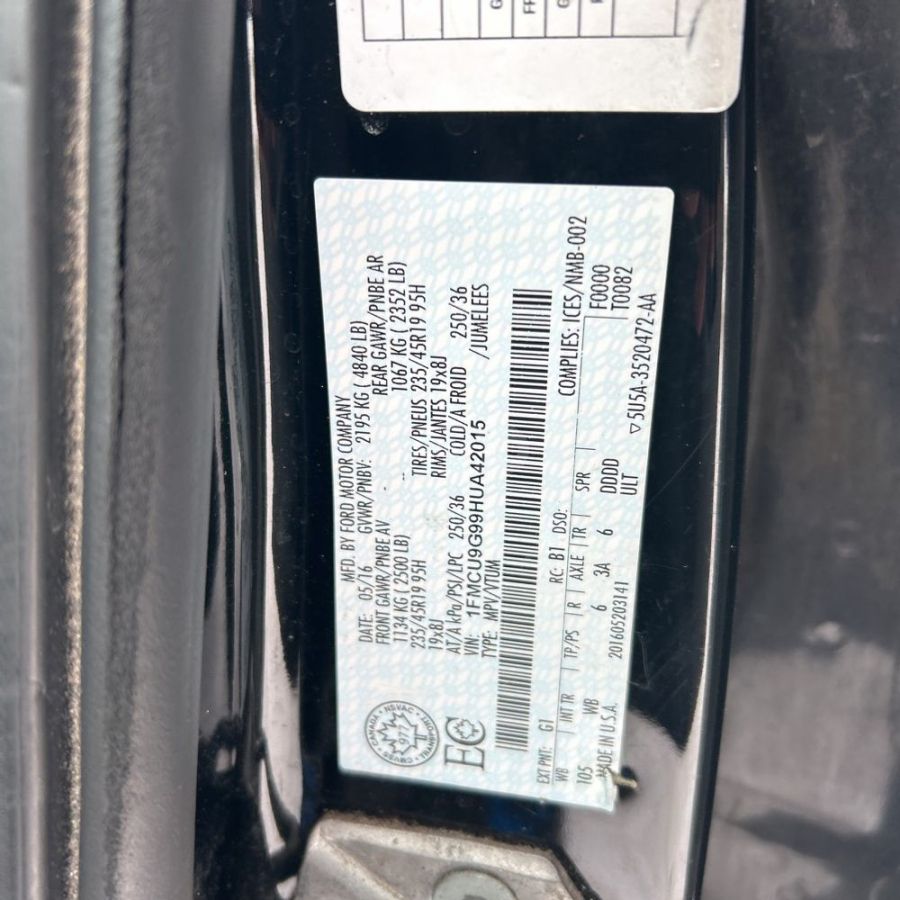 MFD. BY FORD MOTOR COMPANY
DATE: 05/16 GVWR/PNBV: 2195 KG ( 4840 LB)
FRONT GAWR/PNBE AV REAR GAWR/PNBE AR
1134 KG ( 2500 LB) 1067 KG ( 2352 LB)
235/45R19 95H TIRES/PNEUS 235/45R19 95H
19x8J RIMS/JANTES 19x8J
AT/A kPa/PSI/LPC 250/36 COLD/A FROID 250/36
VIN: 1FMCU9G99HUA42015 /JUMELEES
TYPE: MPV/TUM
CANADA • NSVAC • TRANSPORT • CMVSS •
977
EC
COMPLIES: ICES/NMB-002
EXT PNT: G1 RC: B1 DSO: F0000
WB INT TR TP/PS R AXLE TR SPR T0082
105 WB 6 3A 6 DDDD
MADE IN U.S.A. 201605203141 ULT 5U5A-3520472-AA